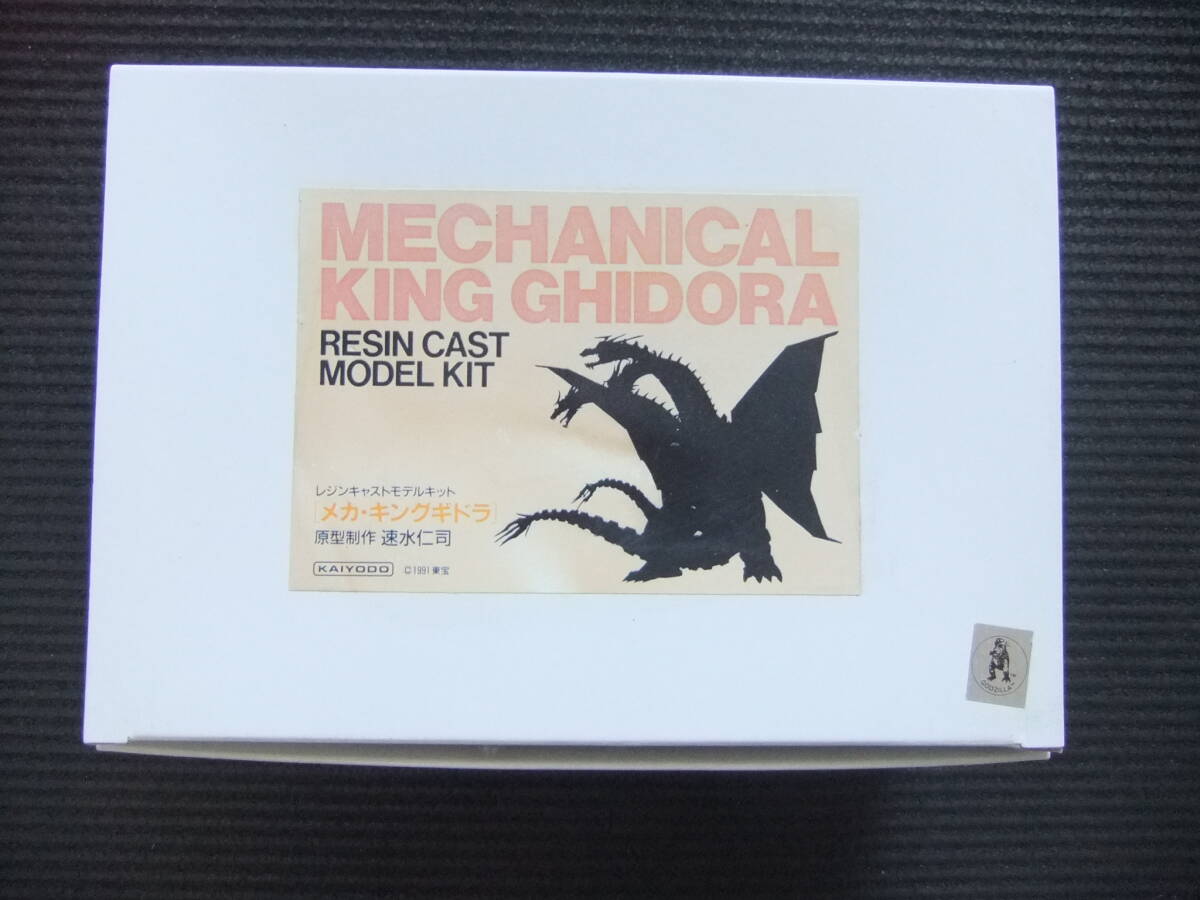 MECHANICAL
KING GHIDORA
RESIN CAST
MODEL KIT
レジンキャストモデルキット
[メカ・キングギドラ]
原型制作 速水仁司
KAIYODO ©1991 東宝
GODZILLA™